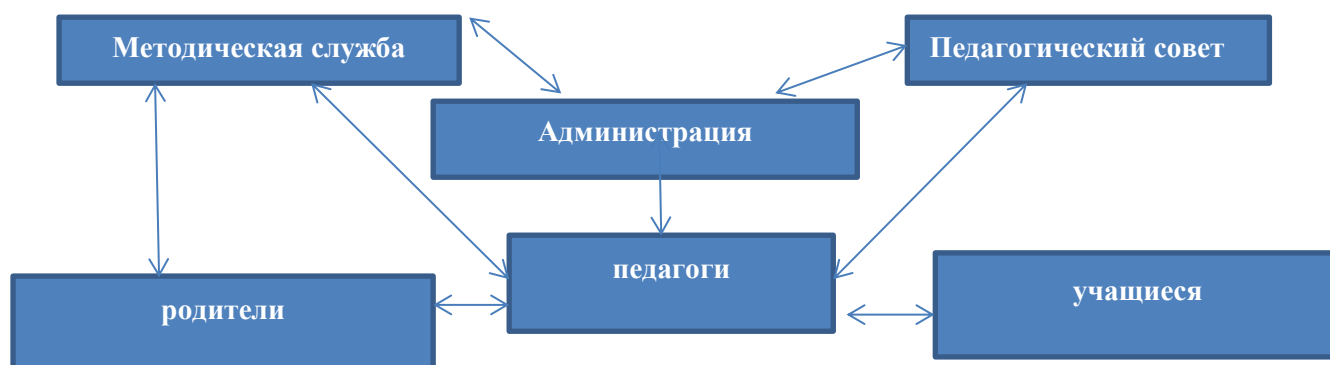 Методическая служба
Педагогический совет
Администрация
педагоги
родители
учащиеся